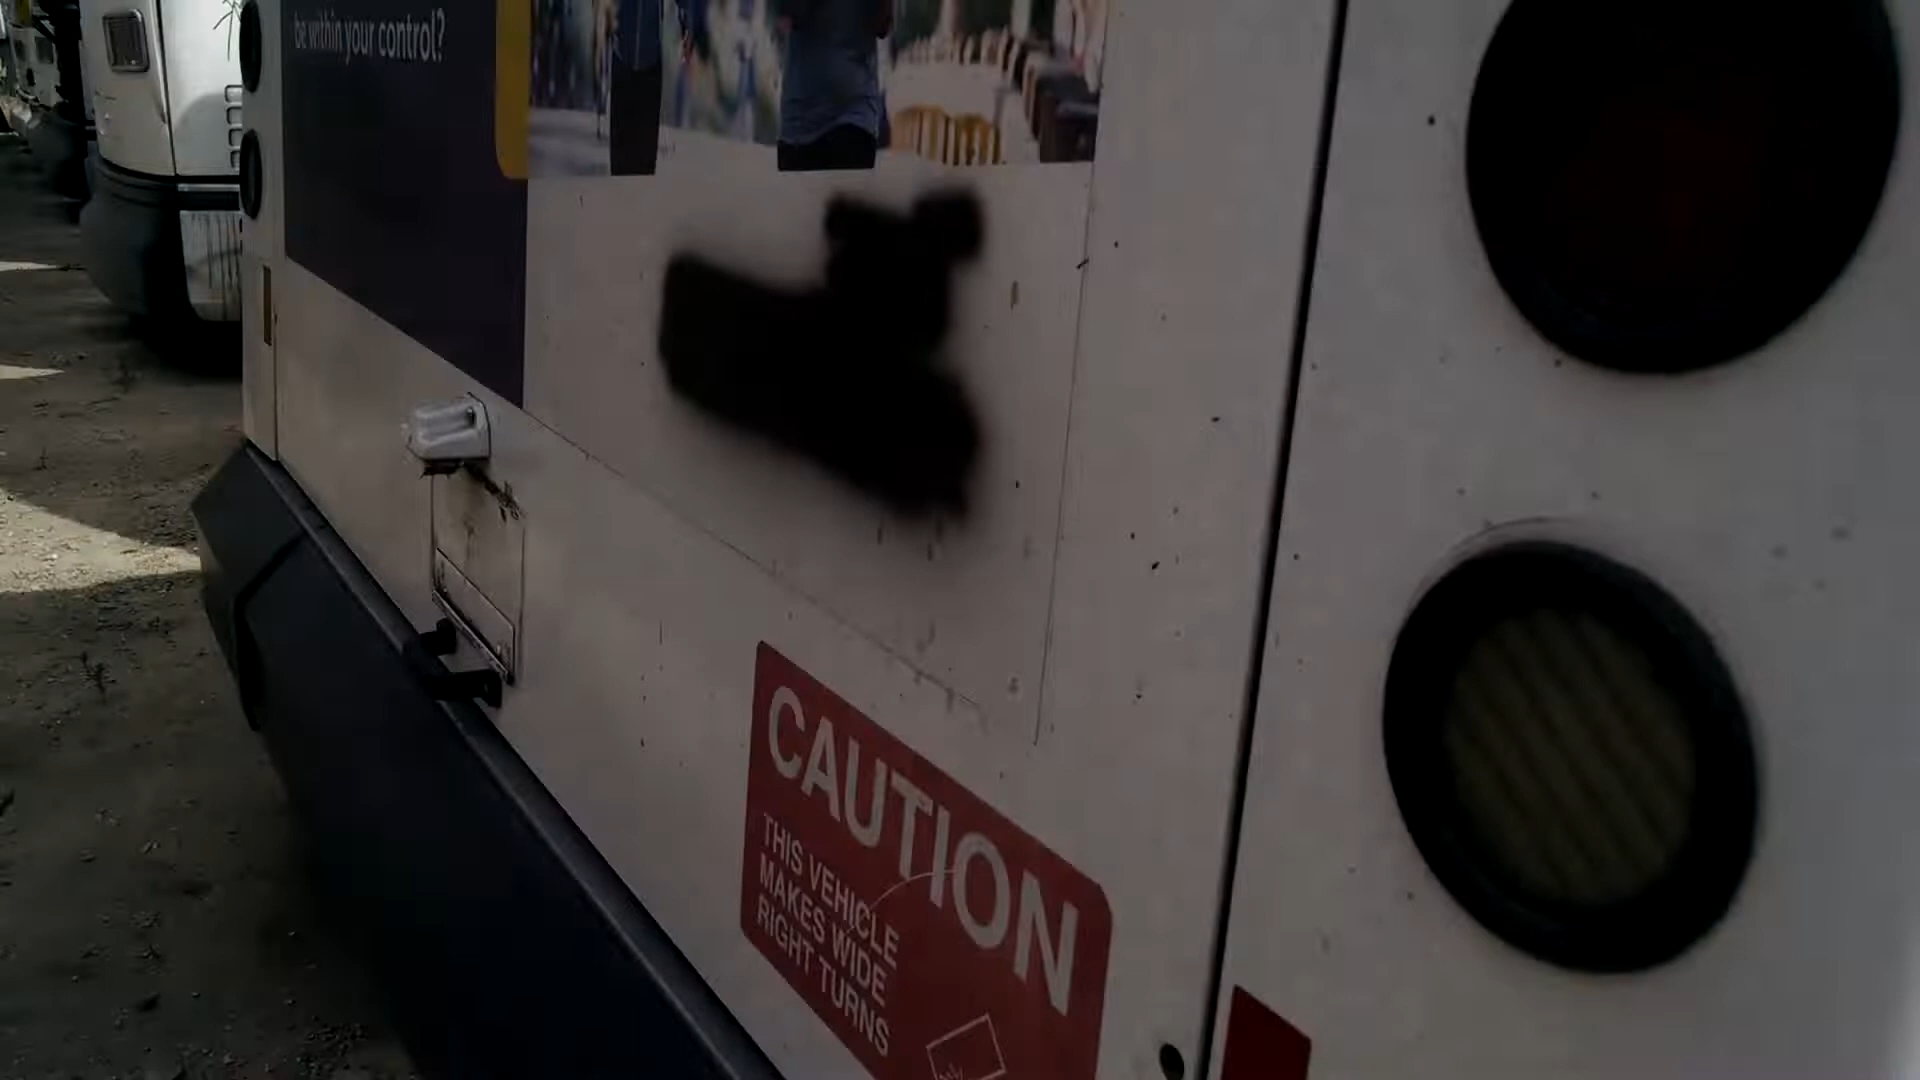 be within your control?
CAUTION
THIS VEHICLE
MAKES WIDE
RIGHT TURNS